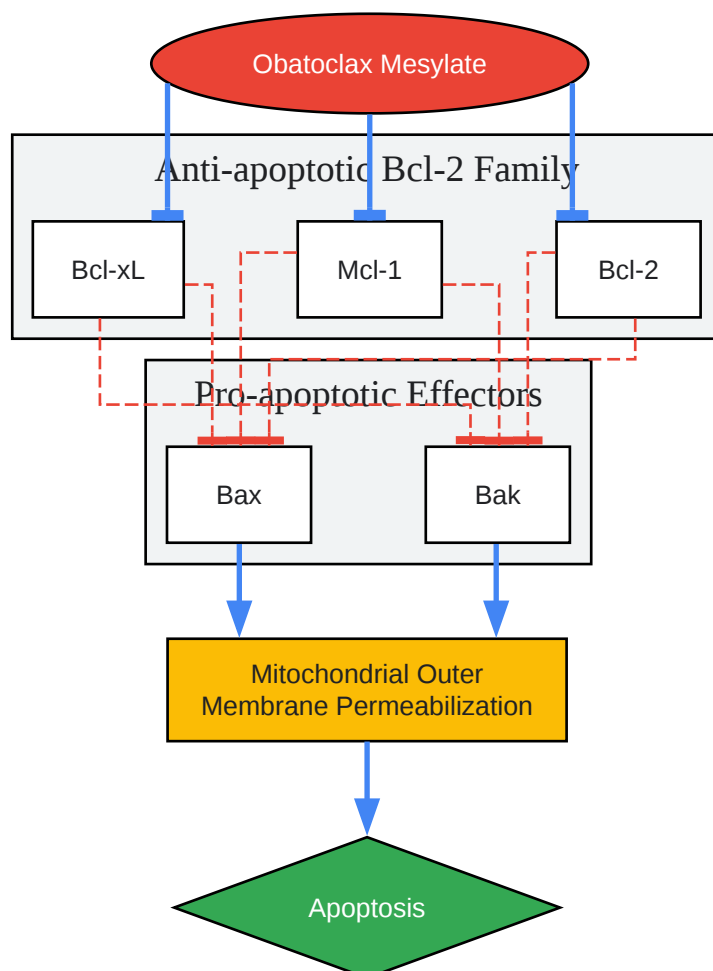 Obatoclax Mesylate
Anti-apoptotic Bcl-2 Family
Bcl-xL
Mcl-1
Bcl-2
Pro-apoptotic Effectors
Bax
Bak
Mitochondrial Outer
Membrane Permeabilization
Apoptosis